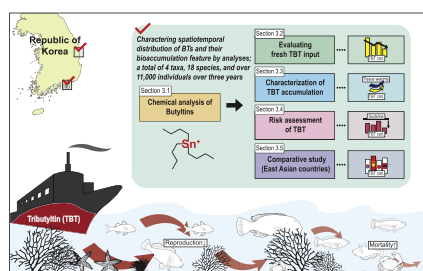 Republic of
Korea
Charactering spatiotemporal
distribution of BTs and their
bioaccumulation feature by analyses;
a total of 4 taxa, 18 species, and over
11,000 individuals over three years
Section 3.1
Chemical analysis of
Butyltins
Sn+
Section 3.2
Evaluating
fresh TBT input
Section 3.3
Characterization of
TBT accumulation
Tissue weights
Section 3.4
Risk assessment
of TBT
Section 3.5
Comparative study
(East Asian countries)
Tributyltin (TBT)
Reproduction↓
Mortality↑